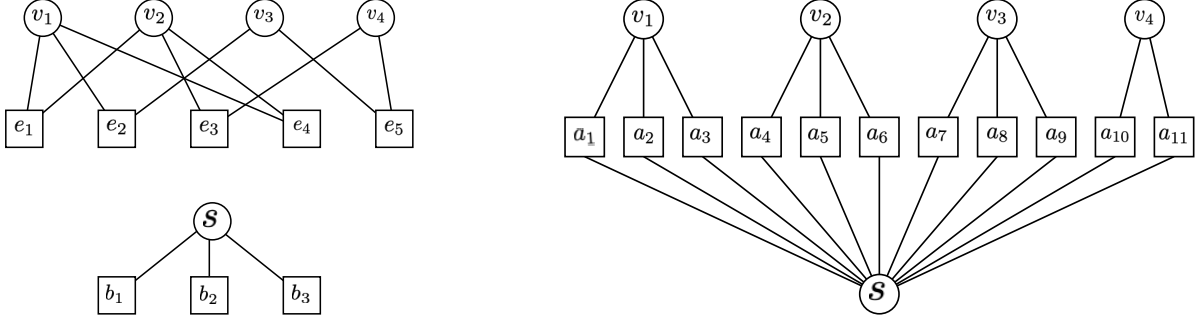 v₁ v₂ v₃ v₄ v₁ v₂ v₃ v₄
e₁ e₂ e₃ e₄ e₅ a₁ a₂ a₃ a₄ a₅ a₆ a₇ a₈ a₉ a₁₀ a₁₁
S
b₁ b₂ b₃ S